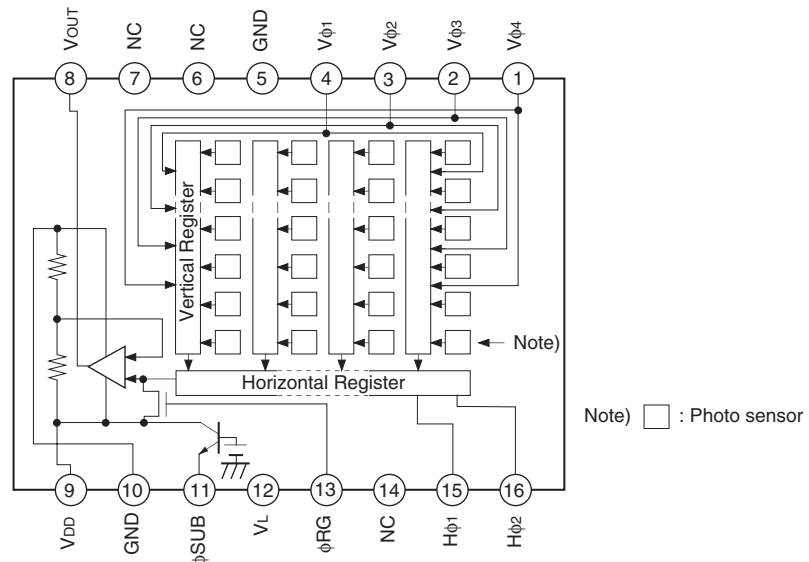 VOUT NC NC GND Vφ1 Vφ2 Vφ3 Vφ4
8 7 6 5 4 3 2 1
Vertical Register
Note)
Horizontal Register
Note) : Photo sensor
9 10 11 12 13 14 15 16
VDD GND φSUB VL φRG NC Hφ1 Hφ2